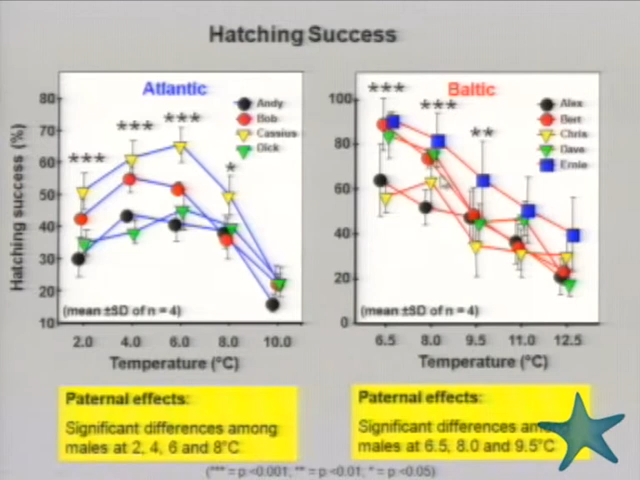 Hatching Success
Atlantic
Andy
Bob
Cassius
Dick
Hatching success (%)
80
70
60
50
40
30
20
10
***
***
***
*
(mean ±SD of n = 4)
2.0 4.0 6.0 8.0 10.0
Temperature (°C)
Baltic
Alex
Bert
Chris
Dave
Ernie
100
80
60
40
20
0
***
***
**
(mean ±SD of n = 4)
6.5 8.0 9.5 11.0 12.5
Temperature (°C)
Paternal effects:
Significant differences among
males at 2, 4, 6 and 8°C
Paternal effects:
Significant differences
males at 6.5, 8.0 and 9.5°C
(*** = p <0.001; ** = p <0.01; * = p <0.05)